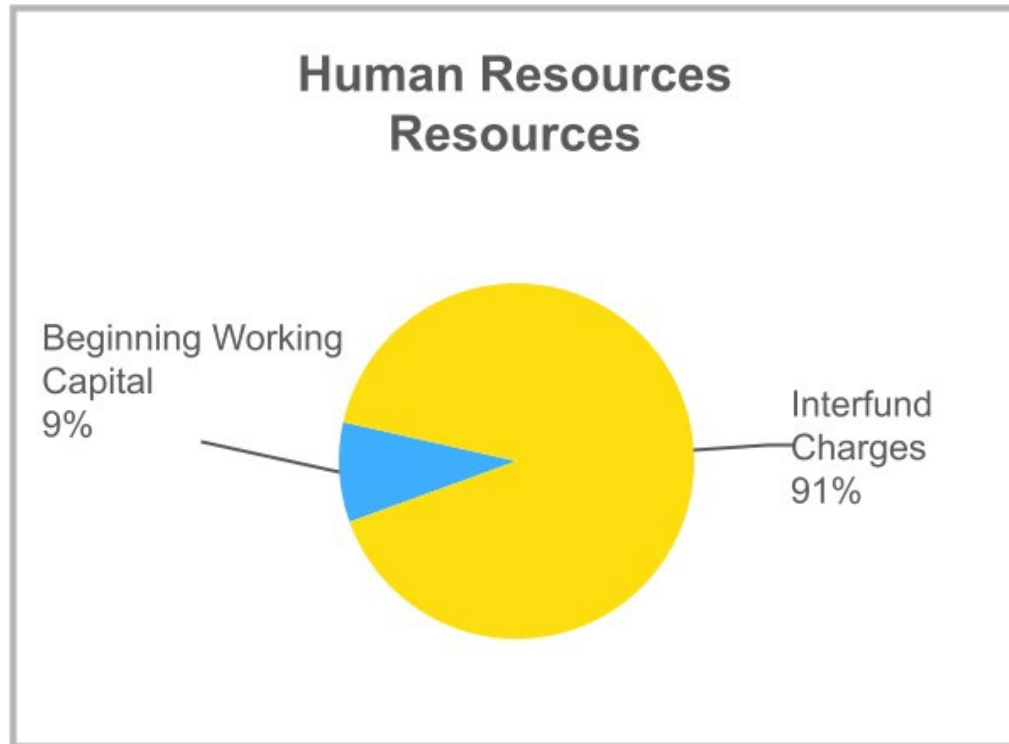 Human Resources
Resources
Beginning Working
Capital
9%
Interfund
Charges
91%